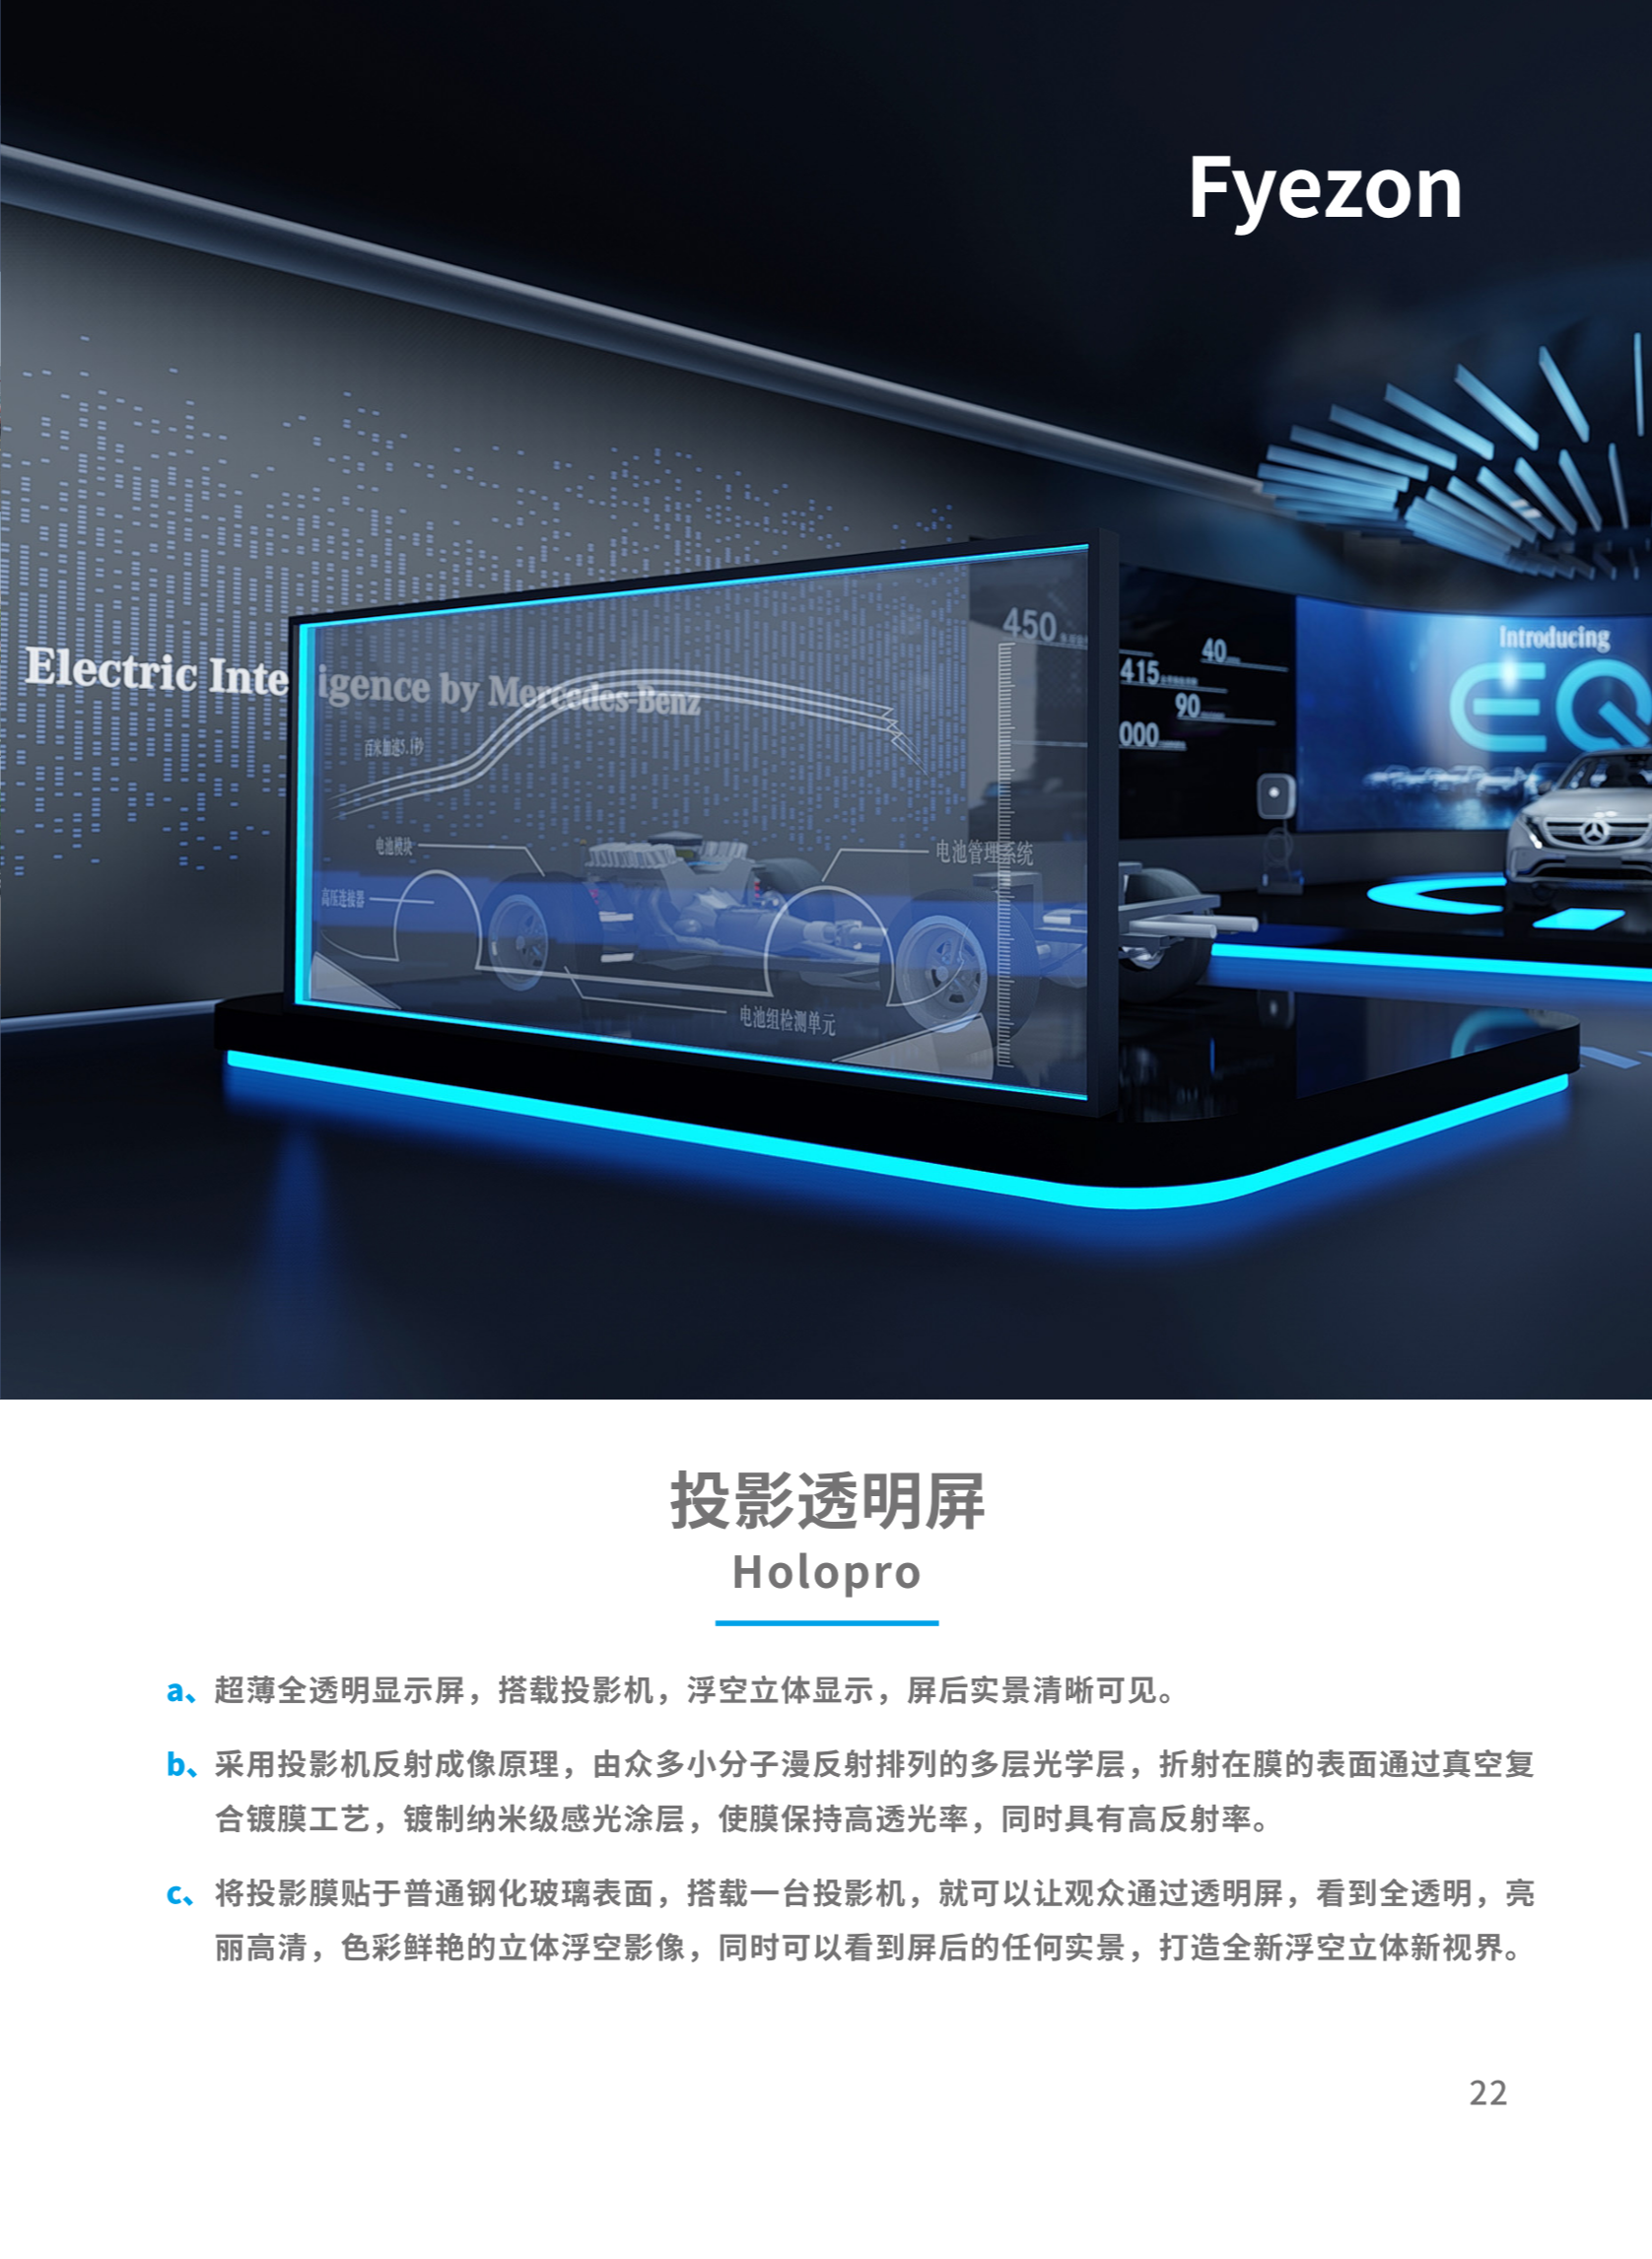 Fyezon
450
40
415
90
000
Introducing
EQ
Electric Inte igence by Mercedes-Benz
百米加速5.1秒
电池模块
电池管理系统
高压连接器
电池组检测单元
投影透明屏
Holopro
a、超薄全透明显示屏，搭载投影机，浮空立体显示，屏后实景清晰可见。
b、采用投影机反射成像原理，由众多小分子漫反射排列的多层光学层，折射在膜的表面通过真空复
合镀膜工艺，镀制纳米级感光涂层，使膜保持高透光率，同时具有高反射率。
c、将投影膜贴于普通钢化玻璃表面，搭载一台投影机，就可以让观众通过透明屏，看到全透明，亮
丽高清，色彩鲜艳的立体浮空影像，同时可以看到屏后的任何实景，打造全新浮空立体新视界。
22